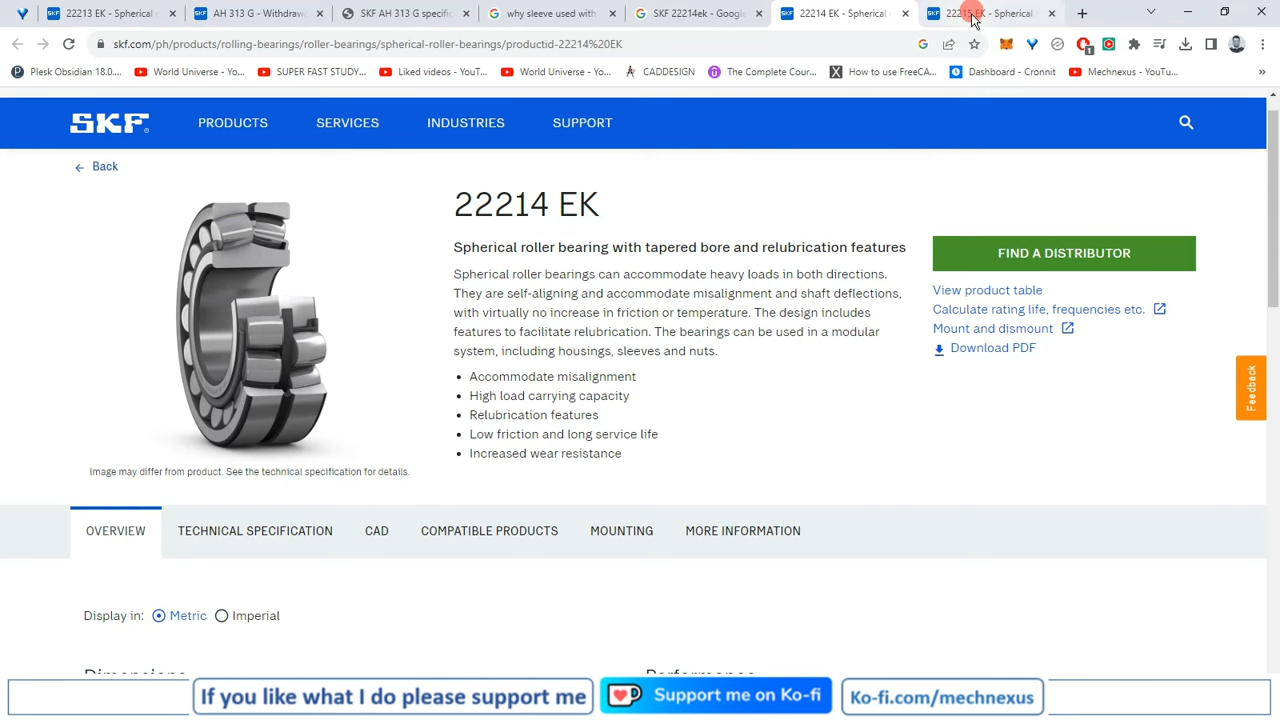 22213 EK - Spherical
AH 313 G - Withdraw
SKF AH 313 G specif
why sleeve used with
SKF 22214ek - Google
22214 EK - Spherical
22215 EK - Spherical
skf.com/ph/products/rolling-bearings/roller-bearings/spherical-roller-bearings/productid-22214%20EK
Plesk Obsidian 18.0....
World Universe - Yo...
SUPER FAST STUDY...
Liked videos - YouT...
World Universe - Yo...
CADDESIGN
The Complete Cour...
How to use FreeCA...
Dashboard - Cronnit
Mechnexus - YouTu...
SKF
PRODUCTS
SERVICES
INDUSTRIES
SUPPORT
← Back
22214 EK
Spherical roller bearing with tapered bore and relubrication features
Spherical roller bearings can accommodate heavy loads in both directions.
They are self-aligning and accommodate misalignment and shaft deflections,
with virtually no increase in friction or temperature. The design includes
features to facilitate relubrication. The bearings can be used in a modular
system, including housings, sleeves and nuts.
• Accommodate misalignment
• High load carrying capacity
• Relubrication features
• Low friction and long service life
• Increased wear resistance
FIND A DISTRIBUTOR
View product table
Calculate rating life, frequencies etc.
Mount and dismount
Download PDF
Feedback
Image may differ from product. See the technical specification for details.
OVERVIEW
TECHNICAL SPECIFICATION
CAD
COMPATIBLE PRODUCTS
MOUNTING
MORE INFORMATION
Display in: Metric Imperial
Dimensions
Performance
If you like what I do please support me
Support me on Ko-fi
Ko-fi.com/mechnexus